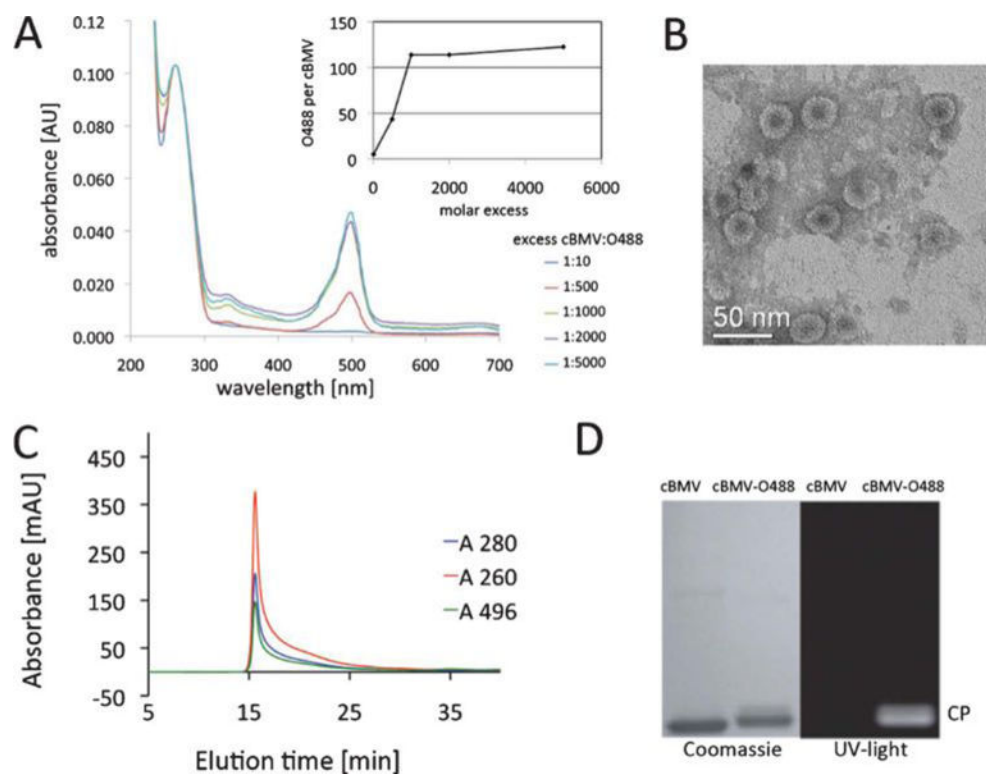 A
absorbance [AU]
0.12
0.100
0.080
0.060
0.040
0.020
0.000
200
300
400
500
600
700
wavelength [nm]
O488 per cBMV
150
100
50
0
0
2000
4000
6000
molar excess
excess cBMV:O488
1:10
1:500
1:1000
1:2000
1:5000
B
50 nm
C
Absorbance [mAU]
450
350
250
150
50
-50
5
15
25
35
Elution time [min]
A 280
A 260
A 496
D
cBMV cBMV-O488 cBMV cBMV-O488
CP
Coomassie UV-light